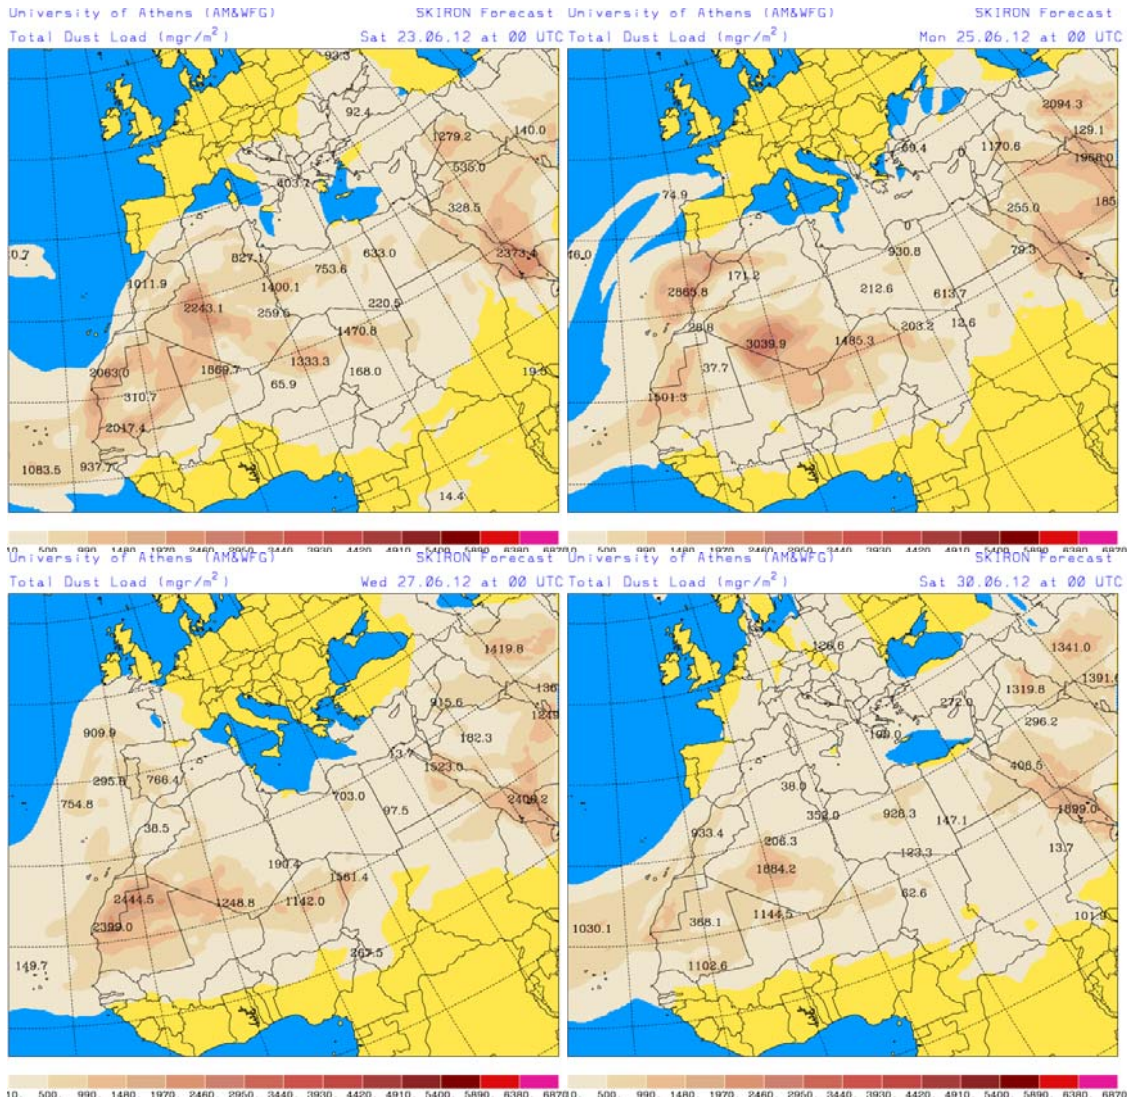 University of Athens (AM&WFG) SKIRON Forecast
Total Dust Load (mgr/m²) Sat 23.06.12 at 00 UTC
93.3
92.4
1279.2 140.0
535.0
328.5
827.1 753.6 633.0 2373.4
1011.9 1400.1
2243.1 259.5 220.5
1470.8
2063.0 1869.7 1333.3 168.0
310.7 65.9
2017.4
1083.5 937.7
14.4
500 990 1480 1970 2460 2950 3440 3930 4420 4910 5400 5890 6380 6870
University of Athens (AM&WFG) SKIRON Forecast
Total Dust Load (mgr/m²) Mon 25.06.12 at 00 UTC
2094.3
129.1
1170.6
0
1968.0
74.9
255.0
0
930.8 79.3
171.2
2865.8 212.6 613.7
28.8 203.2 12.6
3039.9 1485.3
37.7
1501.3
500 990 1480 1970 2460 2950 3440 3930 4420 4910 5400 5890 6380 6870
University of Athens (AM&WFG) SKIRON Forecast
Total Dust Load (mgr/m²) Wed 27.06.12 at 00 UTC
1419.8
915.6
909.9 182.3
13.7
766.4 1523.0
754.8 703.0 2409.2
38.5 97.5
190.4
2444.5 1248.8 1142.0 1561.4
2399.0
149.7 267.5
10 500 990 1480 1970 2460 2950 3440 3930 4420 4910 5400 5890 6380 6870
University of Athens (AM&WFG) SKIRON Forecast
Total Dust Load (mgr/m²) Sat 30.06.12 at 00 UTC
126.6 1341.0
1319.8 1391.6
272.0
296.2
406.5
38.0
352.0 928.3 147.1 1899.0
933.4 206.3
1884.2 123.3 13.7
62.6
368.1 1144.5 101.9
1030.1
1102.6
10 500 990 1480 1970 2460 2950 3440 3930 4420 4910 5400 5890 6380 6870